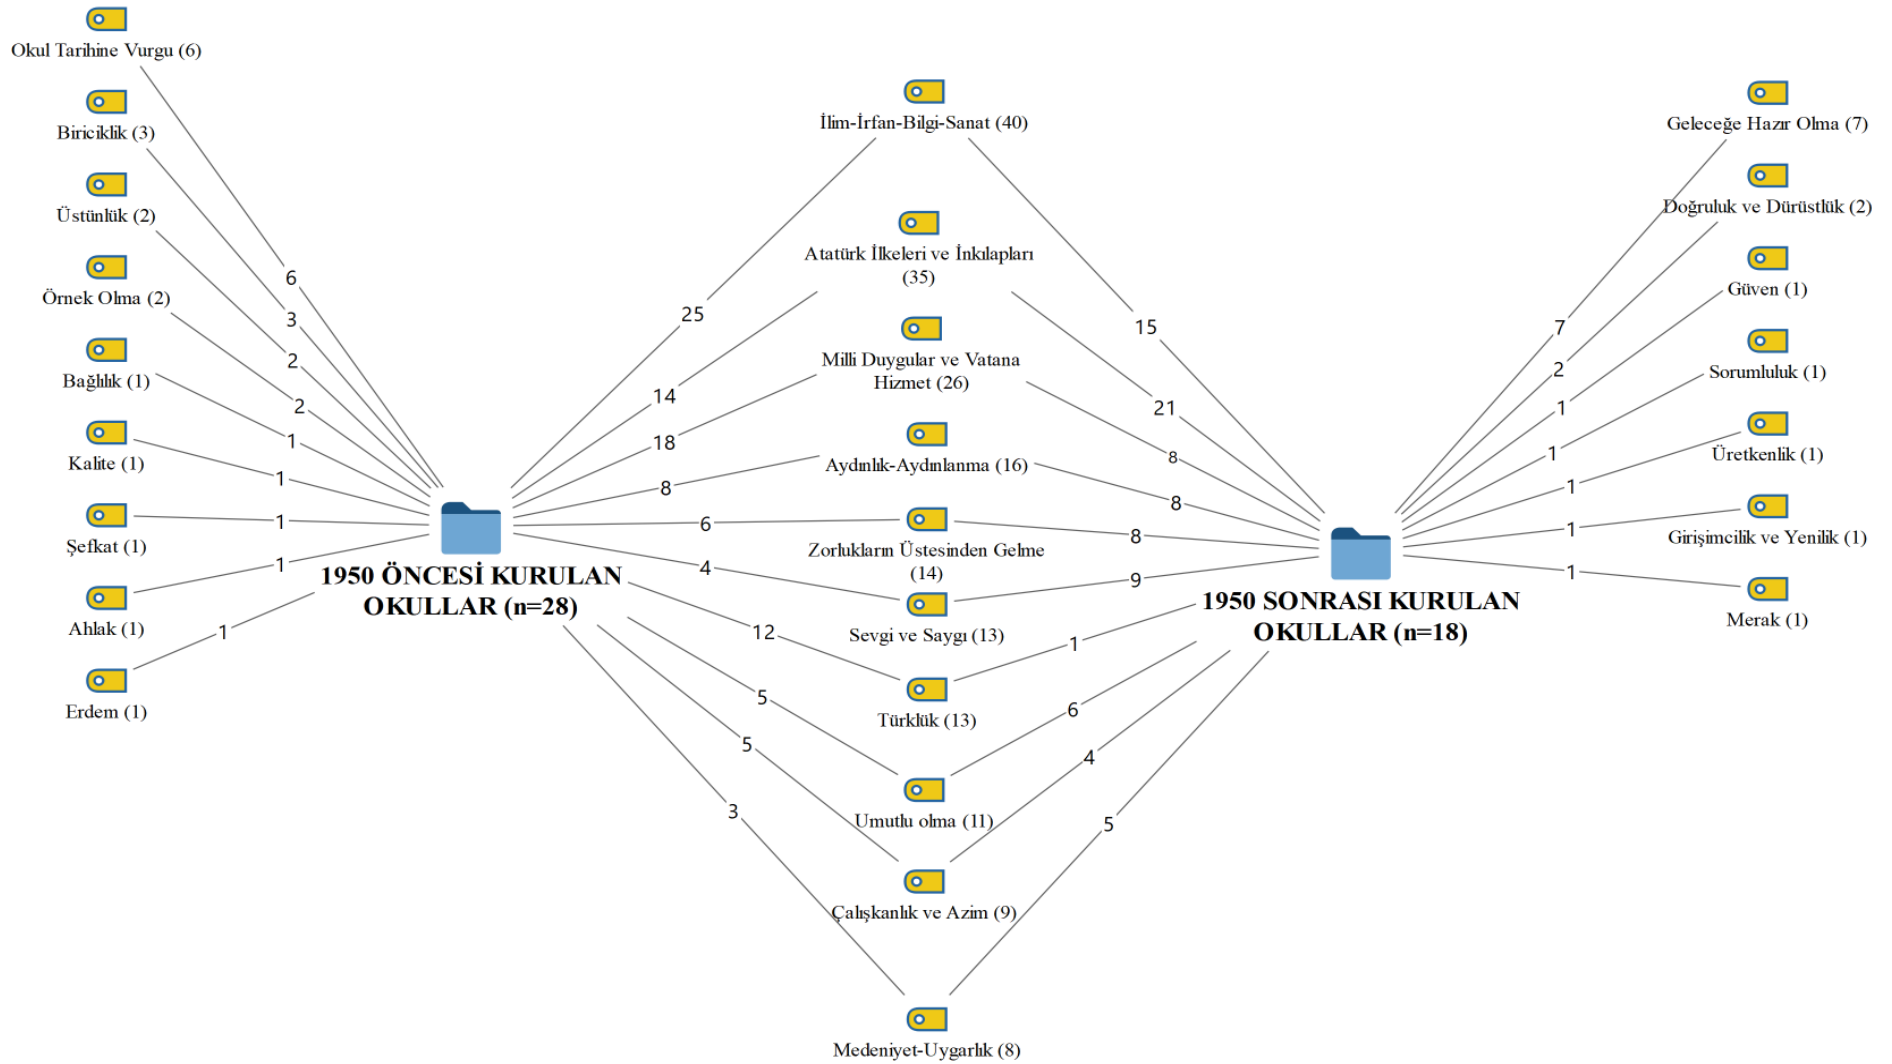 Okul Tarihine Vurgu (6)
Biriciklik (3)
Üstünlük (2)
Örnek Olma (2)
Bağlılık (1)
Kalite (1)
Şefkat (1)
Ahlak (1)
Erdem (1)
6
3
2
2
1
1
1
1
1
1950 ÖNCESİ KURULAN
OKULLAR (n=28)
25
14
18
8
6
4
12
5
5
3
İlim-İrfan-Bilgi-Sanat (40)
Atatürk İlkeleri ve İnkılapları
(35)
Milli Duygular ve Vatana
Hizmet (26)
Aydınlık-Aydınlanma (16)
Zorlukların Üstesinden Gelme
(14)
Sevgi ve Saygı (13)
Türklük (13)
Umutlu olma (11)
Çalışkanlık ve Azim (9)
Medeniyet-Uygarlık (8)
15
21
8
8
8
9
1
6
4
5
1950 SONRASI KURULAN
OKULLAR (n=18)
7
2
1
1
1
1
1
Geleceğe Hazır Olma (7)
Doğruluk ve Dürüstlük (2)
Güven (1)
Sorumluluk (1)
Üretkenlik (1)
Girişimcilik ve Yenilik (1)
Merak (1)